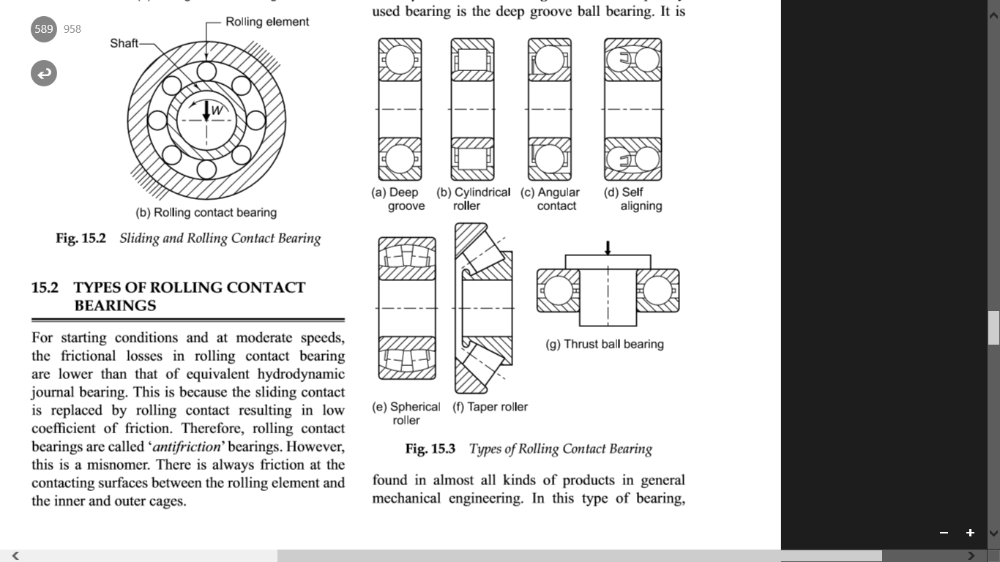 589 958
Rolling element
Shaft
W
(b) Rolling contact bearing
Fig. 15.2 Sliding and Rolling Contact Bearing
15.2 TYPES OF ROLLING CONTACT
BEARINGS
For starting conditions and at moderate speeds,
the frictional losses in rolling contact bearing
are lower than that of equivalent hydrodynamic
journal bearing. This is because the sliding contact
is replaced by rolling contact resulting in low
coefficient of friction. Therefore, rolling contact
bearings are called ‘antifriction’ bearings. However,
this is a misnomer. There is always friction at the
contacting surfaces between the rolling element and
the inner and outer cages.
used bearing is the deep groove ball bearing. It is
(a) Deep
groove
(b) Cylindrical
roller
(c) Angular
contact
(d) Self
aligning
(e) Spherical
roller
(f) Taper roller
(g) Thrust ball bearing
Fig. 15.3 Types of Rolling Contact Bearing
found in almost all kinds of products in general
mechanical engineering. In this type of bearing,